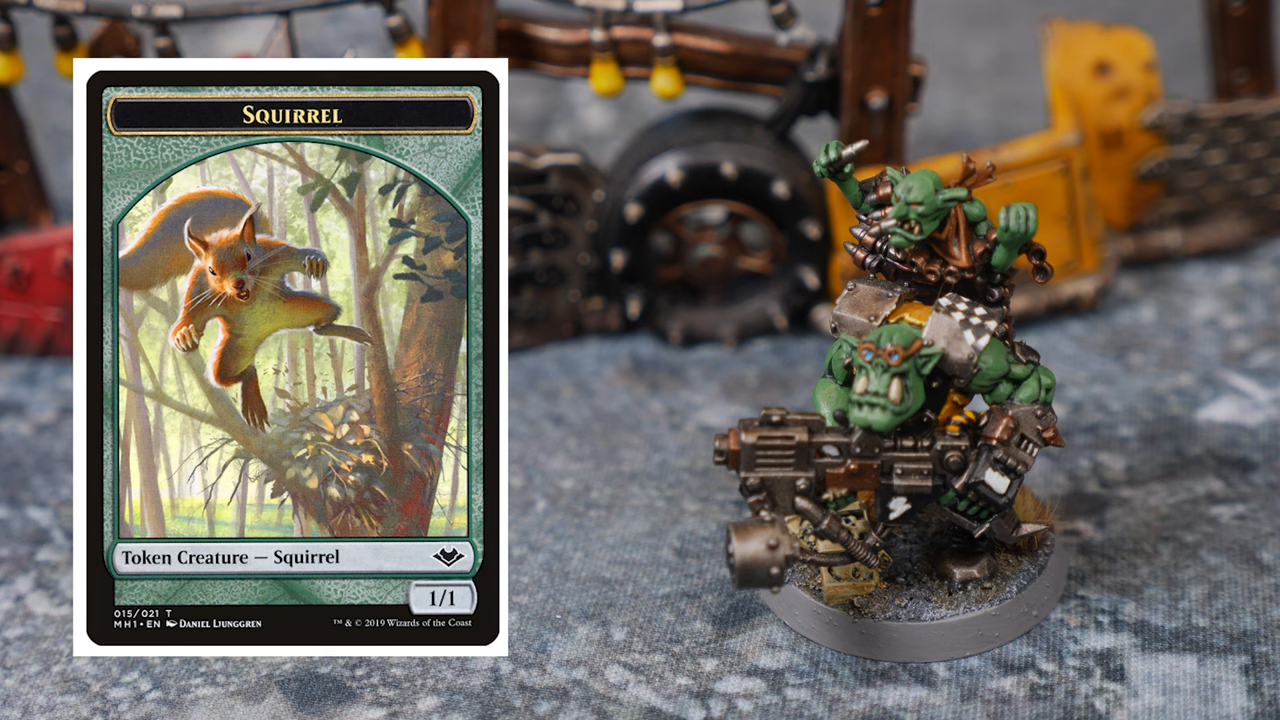 SQUIRREL
Token Creature — Squirrel
1/1
015/021 T
MH1 • EN DANIEL LJUNGGREN
™ & © 2019 Wizards of the Coast